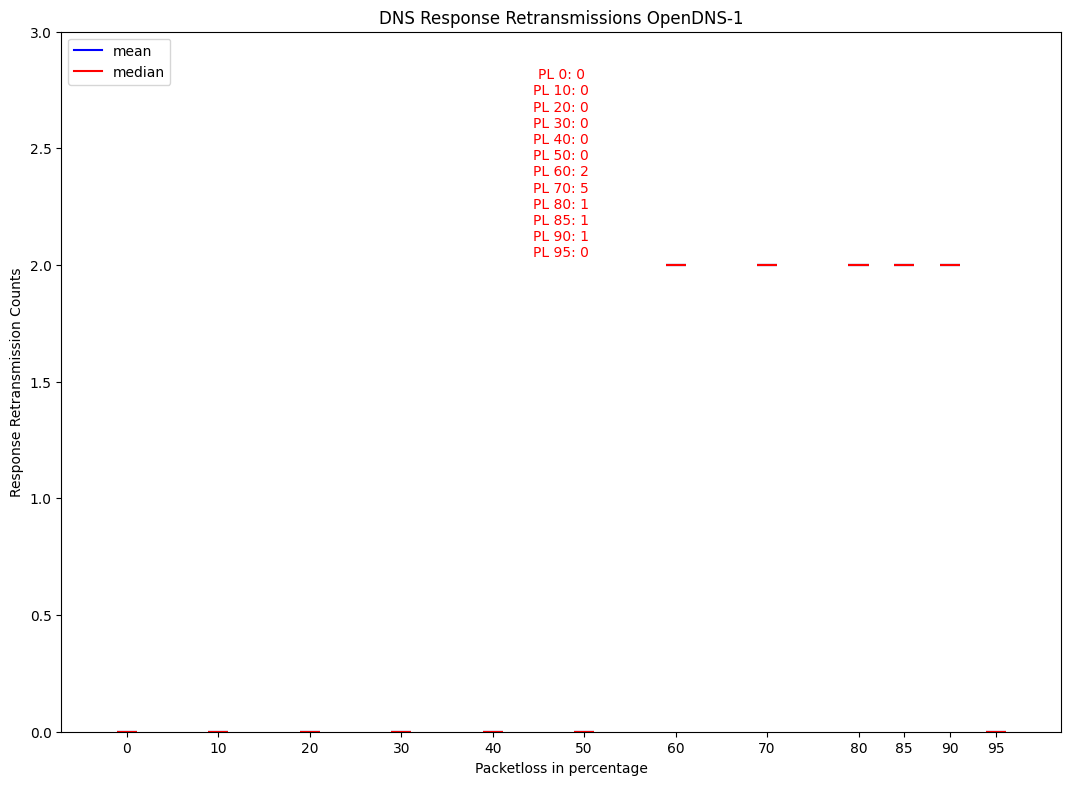 DNS Response Retransmissions OpenDNS-1
mean
median
PL 0: 0
PL 10: 0
PL 20: 0
PL 30: 0
PL 40: 0
PL 50: 0
PL 60: 2
PL 70: 5
PL 80: 1
PL 85: 1
PL 90: 1
PL 95: 0
Response Retransmission Counts
3.0
2.5
2.0
1.5
1.0
0.5
0.0
0 10 20 30 40 50 60 70 80 85 90 95
Packetloss in percentage